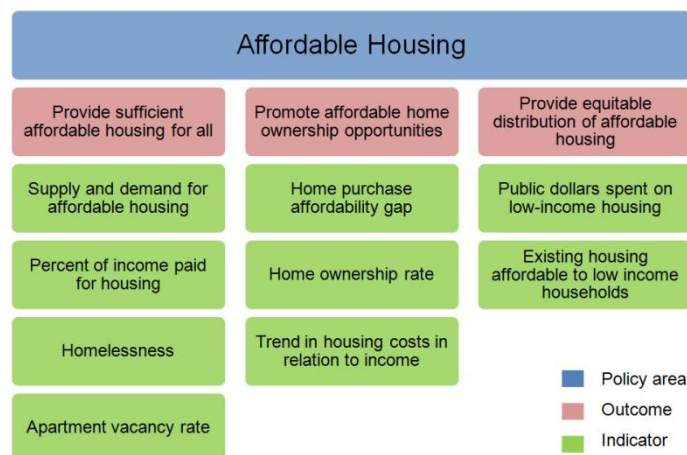 Affordable Housing
Provide sufficient
affordable housing for all
Promote affordable home
ownership opportunities
Provide equitable
distribution of affordable
housing
Supply and demand for
affordable housing
Home purchase
affordability gap
Public dollars spent on
low-income housing
Percent of income paid
for housing
Home ownership rate
Existing housing
affordable to low income
households
Homelessness
Trend in housing costs in
relation to income
Apartment vacancy rate
Policy area
Outcome
Indicator